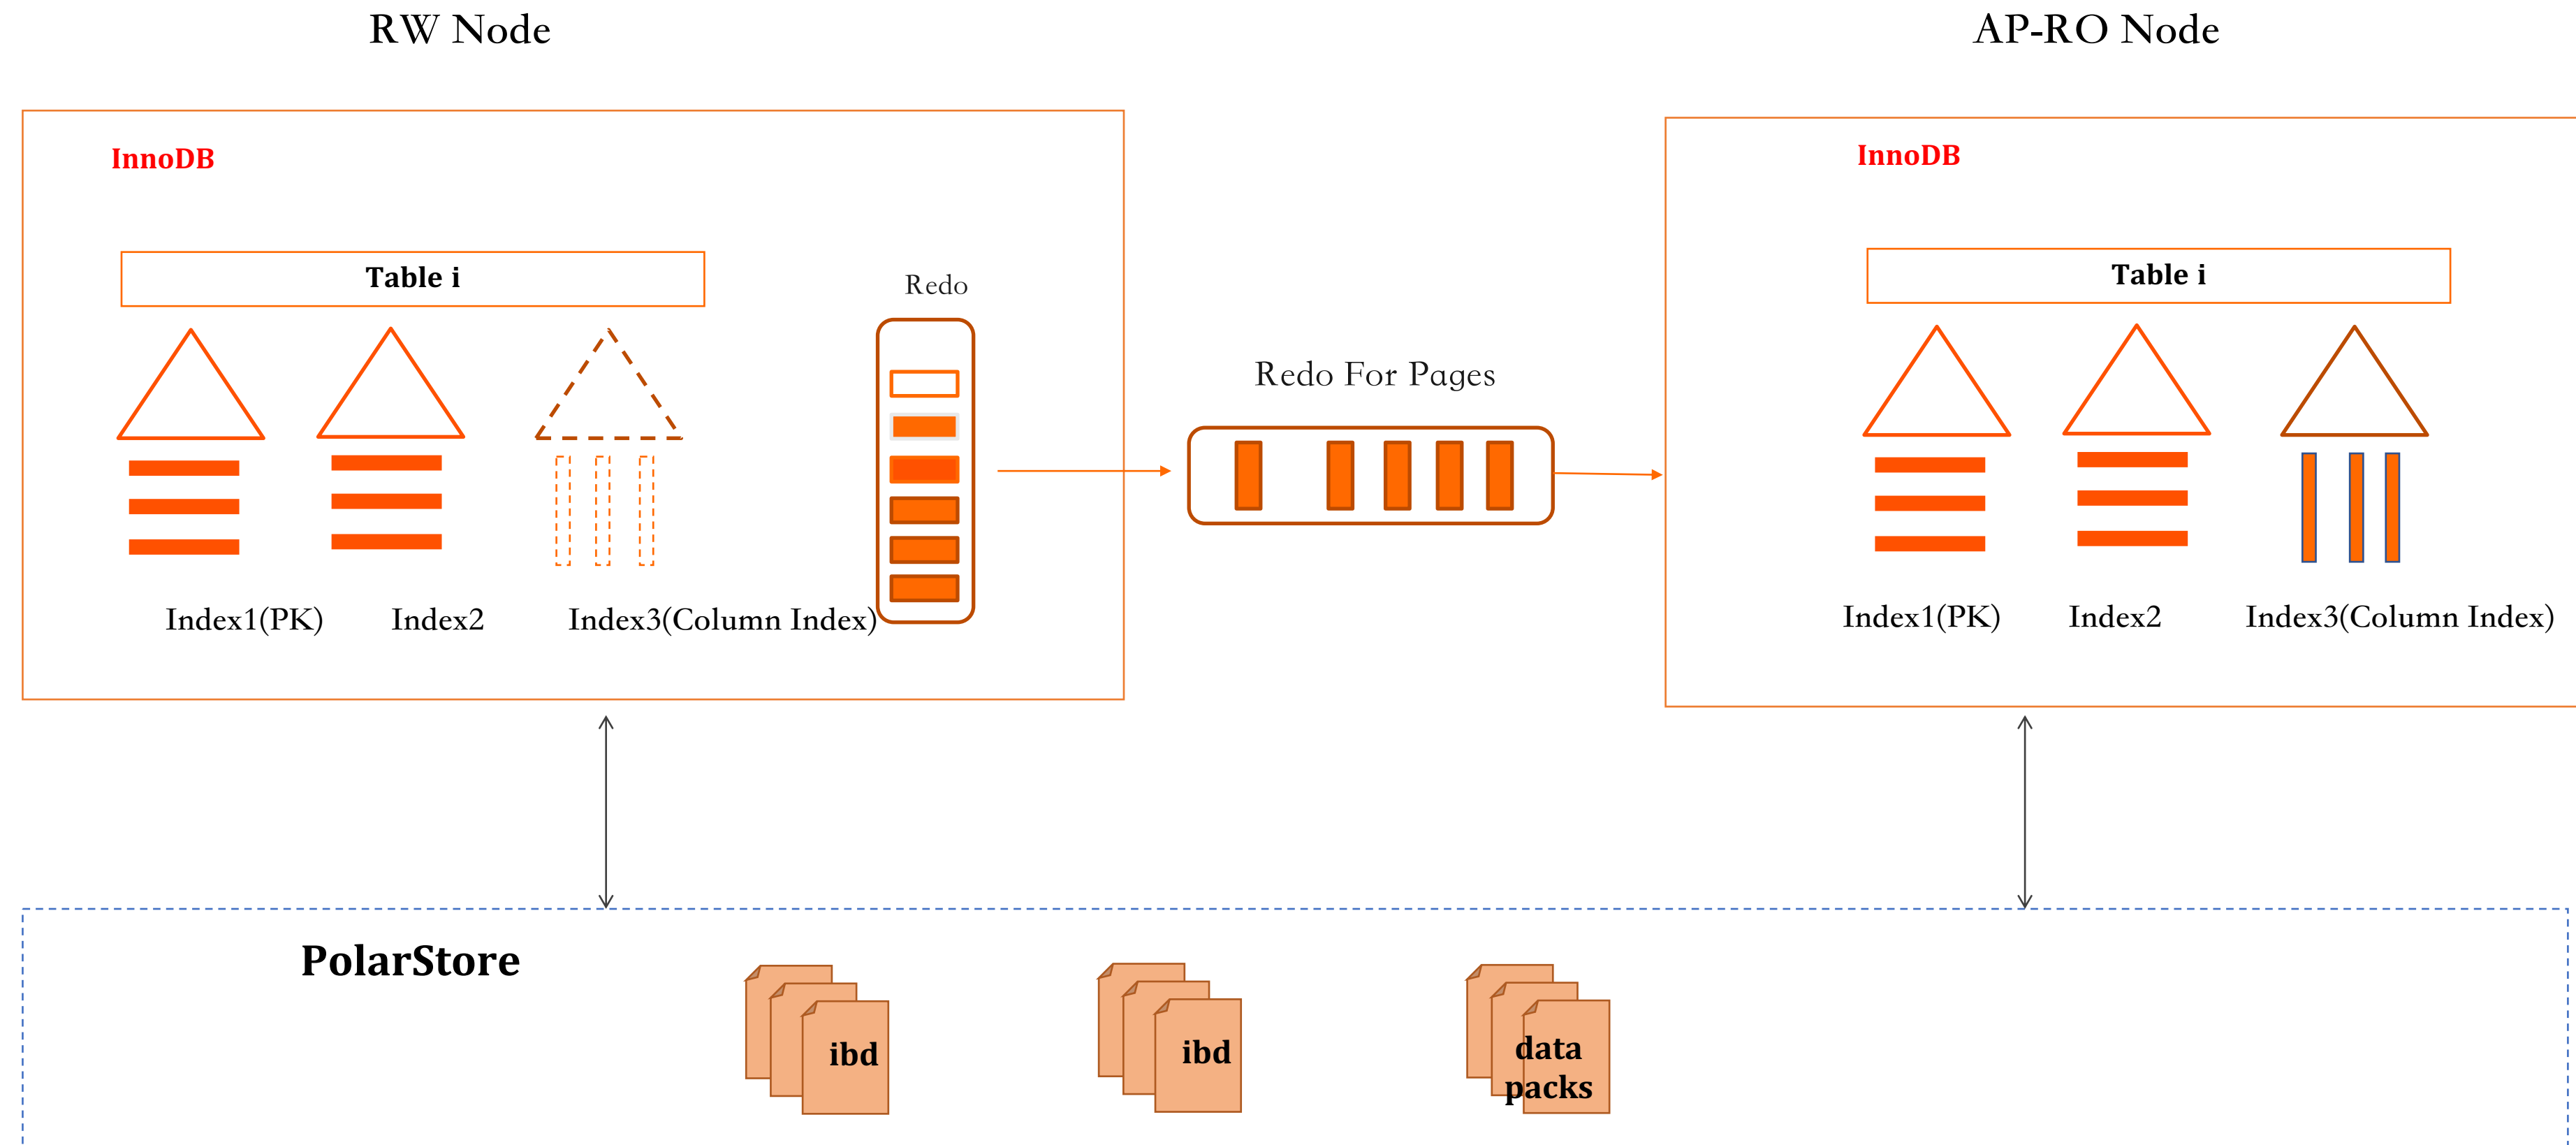 RW Node
AP-RO Node
InnoDB
Table i
Redo
Index1(PK)
Index2
Index3(Column Index)
Redo For Pages
InnoDB
Table i
Index1(PK)
Index2
Index3(Column Index)
PolarStore
ibd
ibd
data
packs